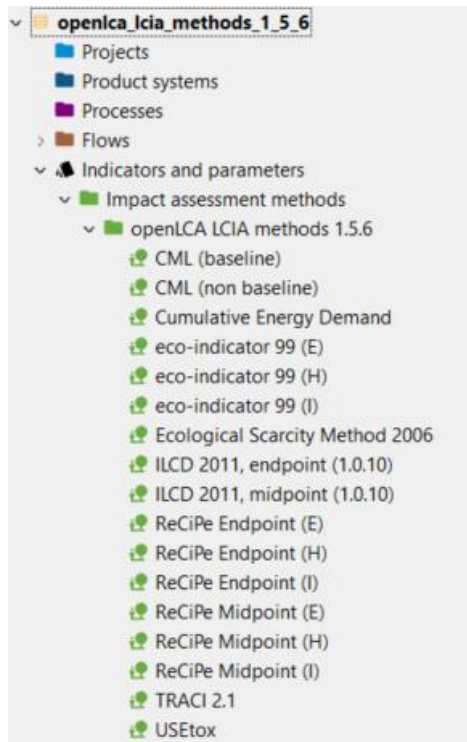 openlca_lcia_methods_1_5_6
Projects
Product systems
Processes
Flows
Indicators and parameters
Impact assessment methods
openLCA LCIA methods 1.5.6
CML (baseline)
CML (non baseline)
Cumulative Energy Demand
eco-indicator 99 (E)
eco-indicator 99 (H)
eco-indicator 99 (I)
Ecological Scarcity Method 2006
ILCD 2011, endpoint (1.0.10)
ILCD 2011, midpoint (1.0.10)
ReCiPe Endpoint (E)
ReCiPe Endpoint (H)
ReCiPe Endpoint (I)
ReCiPe Midpoint (E)
ReCiPe Midpoint (H)
ReCiPe Midpoint (I)
TRACI 2.1
USEtox